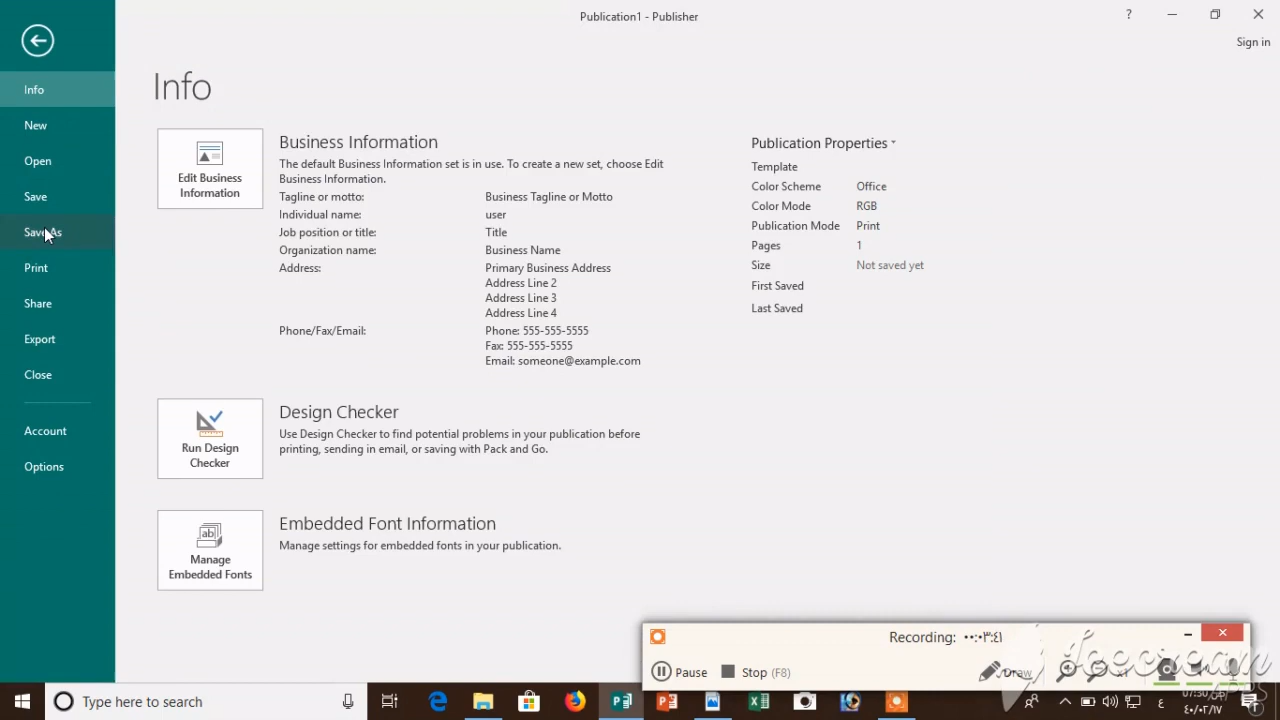 Publication1 - Publisher
?
Sign in
Info
New
Open
Save
Save As
Print
Share
Export
Close
Account
Options
Info
Edit Business
Information
Business Information
The default Business Information set is in use. To create a new set, choose Edit
Business Information.
Tagline or motto: Business Tagline or Motto
Individual name: user
Job position or title: Title
Organization name: Business Name
Address: Primary Business Address
Address Line 2
Address Line 3
Address Line 4
Phone/Fax/Email: Phone: 555-555-5555
Fax: 555-555-5555
Email: someone@example.com
Publication Properties
Template
Color Scheme Office
Color Mode RGB
Publication Mode Print
Pages 1
Size Not saved yet
First Saved
Last Saved
Run Design
Checker
Design Checker
Use Design Checker to find potential problems in your publication before
printing, sending in email, or saving with Pack and Go.
Manage
Embedded Fonts
Embedded Font Information
Manage settings for embedded fonts in your publication.
Recording: ٠٠:٠٣:٤١
Pause
Stop (F8)
Draw
Icecream
APPS
Type here to search